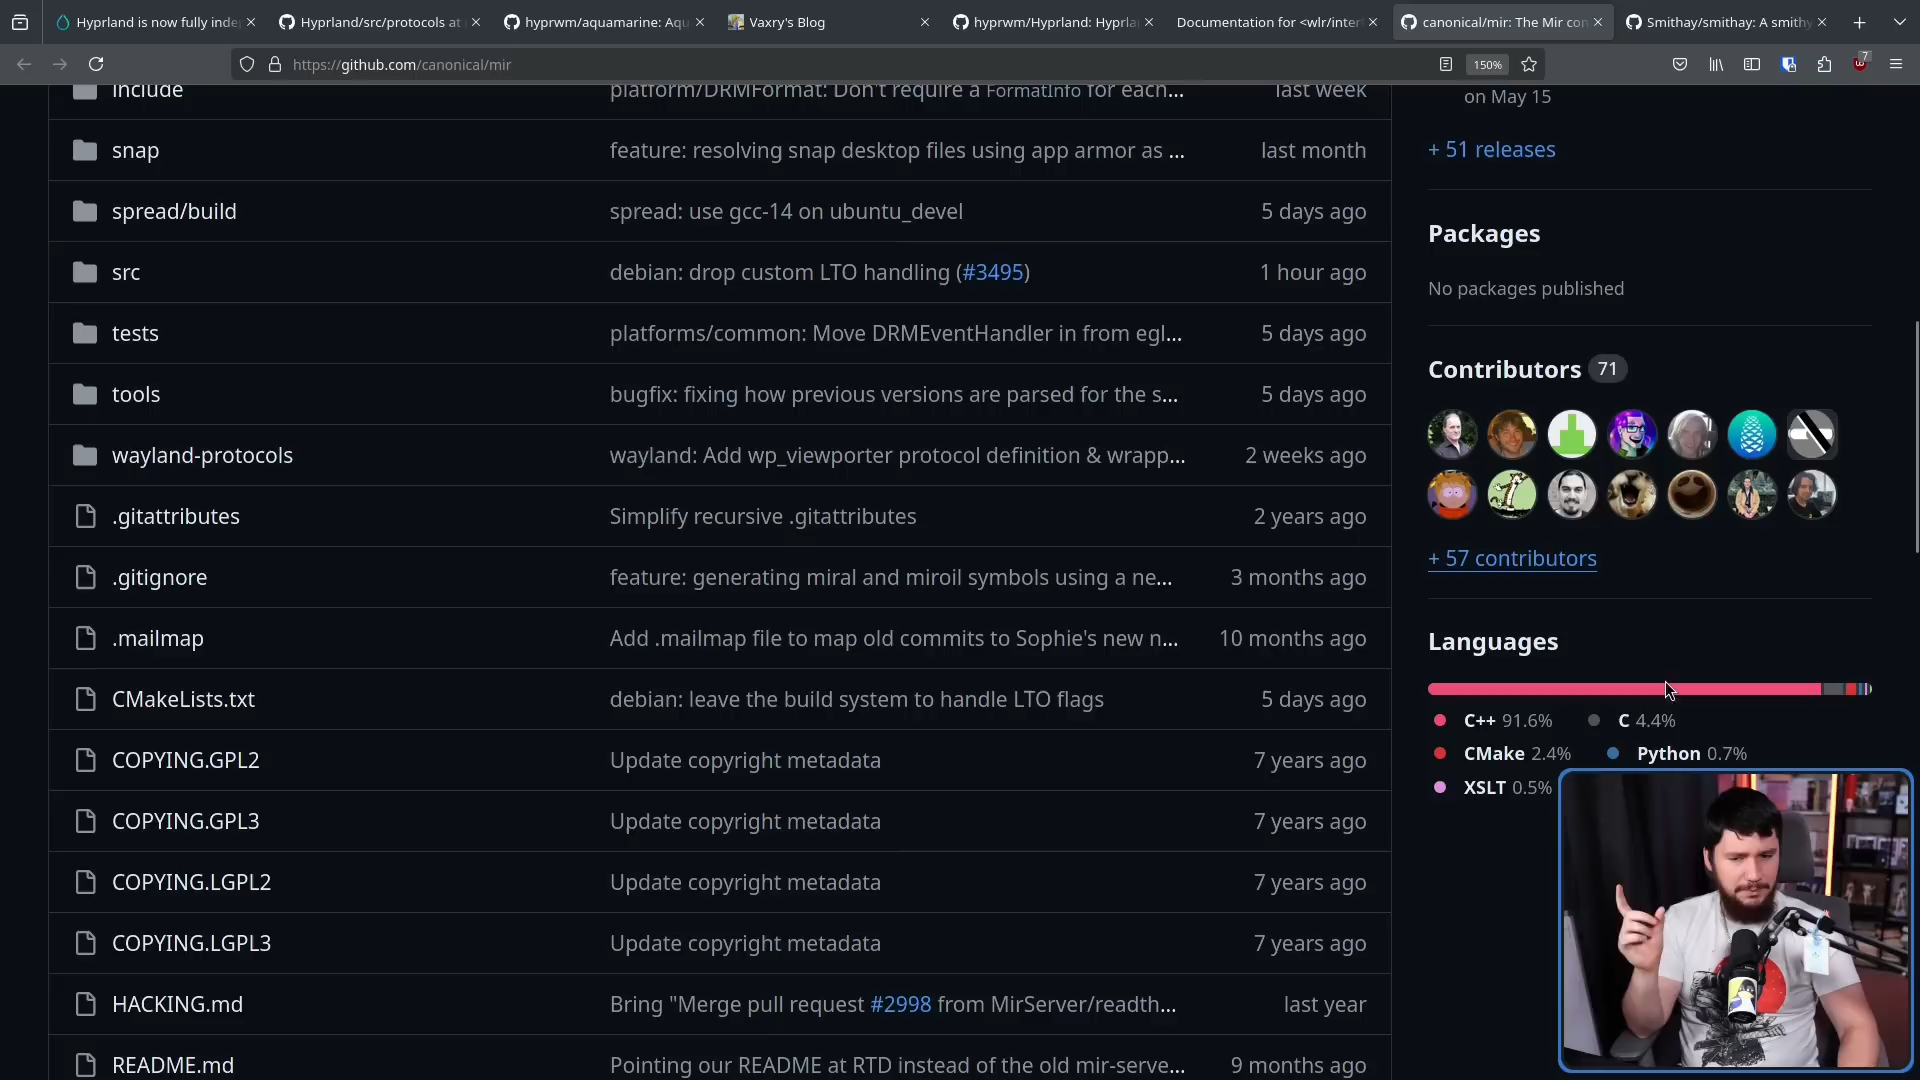 Hyprland is now fully inde
Hyprland/src/protocols at
hyprwm/aquamarine: Aqu
Vaxry's Blog
hyprwm/Hyprland: Hyprla
Documentation for <wlr/inter
canonical/mir: The Mir con
Smithay/smithay: A smithy
https://github.com/canonical/mir
150%
7
include platform/DRMFormat: Don't require a FormatInfo for each... last week
snap feature: resolving snap desktop files using app armor as ... last month
spread/build spread: use gcc-14 on ubuntu_devel 5 days ago
src debian: drop custom LTO handling (#3495) 1 hour ago
tests platforms/common: Move DRMEventHandler in from egl... 5 days ago
tools bugfix: fixing how previous versions are parsed for the s... 5 days ago
wayland-protocols wayland: Add wp_viewporter protocol definition & wrapp... 2 weeks ago
.gitattributes Simplify recursive .gitattributes 2 years ago
.gitignore feature: generating miral and miroil symbols using a ne... 3 months ago
.mailmap Add .mailmap file to map old commits to Sophie's new n... 10 months ago
CMakeLists.txt debian: leave the build system to handle LTO flags 5 days ago
COPYING.GPL2 Update copyright metadata 7 years ago
COPYING.GPL3 Update copyright metadata 7 years ago
COPYING.LGPL2 Update copyright metadata 7 years ago
COPYING.LGPL3 Update copyright metadata 7 years ago
HACKING.md Bring "Merge pull request #2998 from MirServer/readth... last year
README.md Pointing our README at RTD instead of the old mir-serve... 9 months ago
on May 15
+ 51 releases
Packages
No packages published
Contributors 71
+ 57 contributors
Languages
C++ 91.6% C 4.4%
CMake 2.4% Python 0.7%
XSLT 0.5%